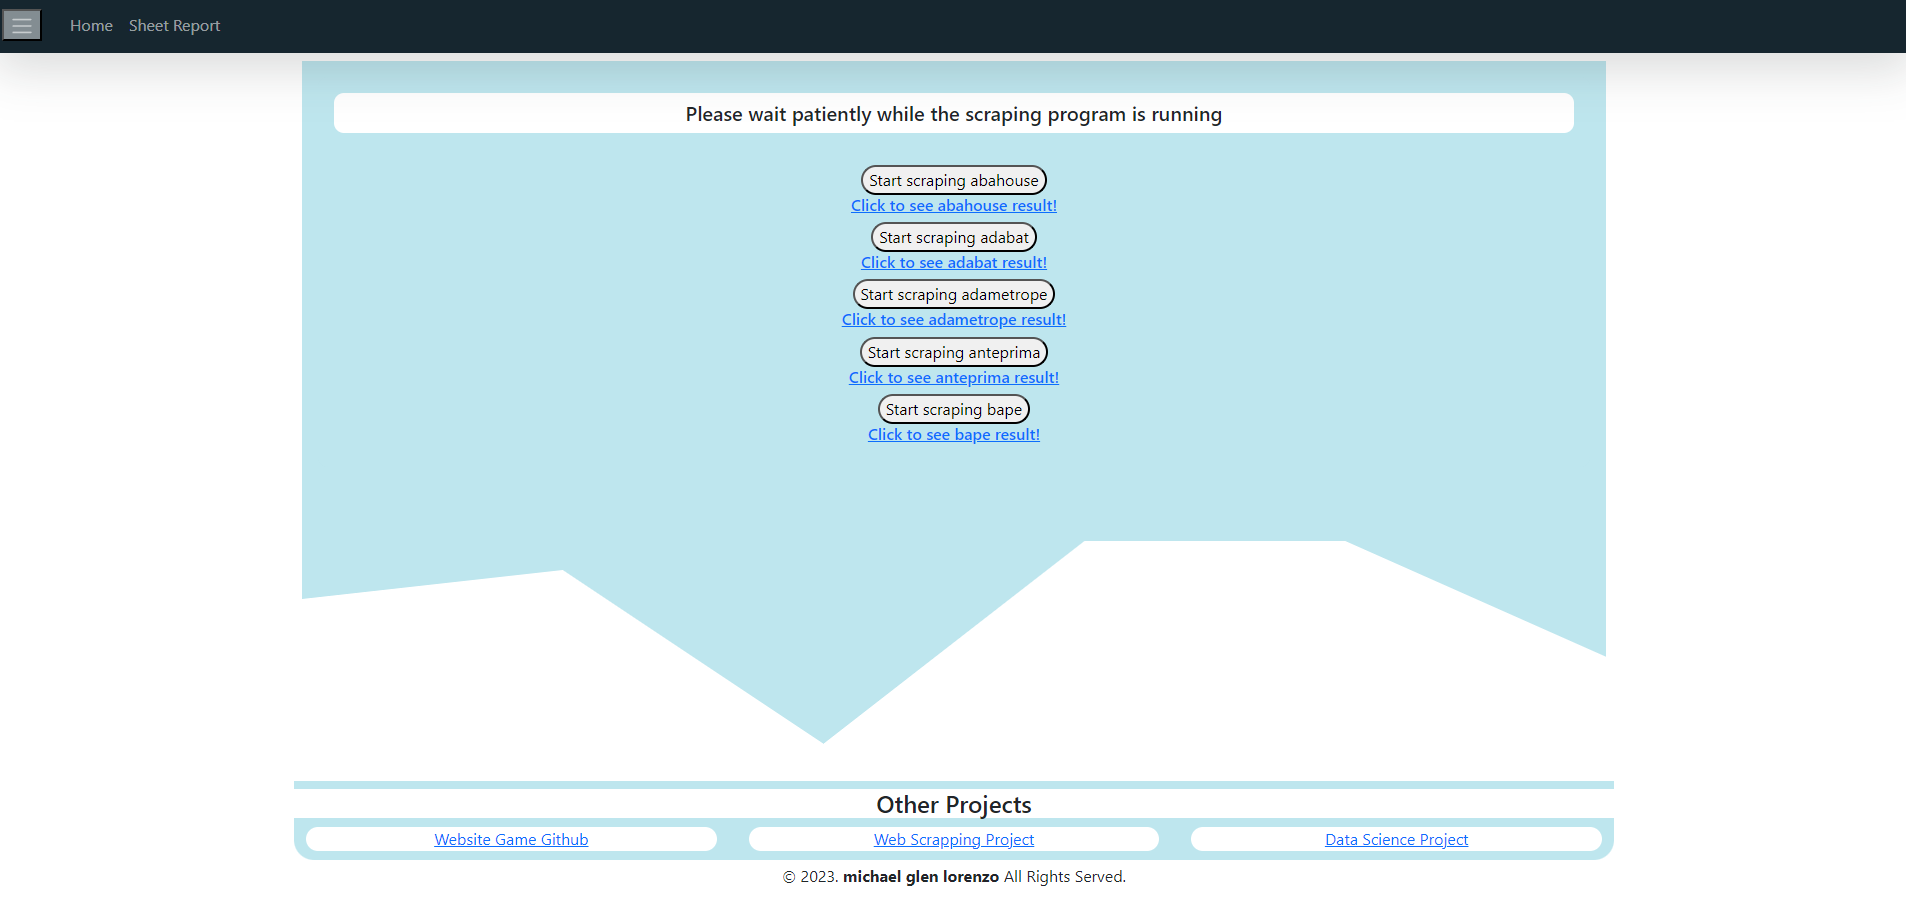 Home Sheet Report
Please wait patiently while the scraping program is running
Start scraping abahouse
Click to see abahouse result!
Start scraping adabat
Click to see adabat result!
Start scraping adametrope
Click to see adametrope result!
Start scraping anteprima
Click to see anteprima result!
Start scraping bape
Click to see bape result!
Other Projects
Website Game Github Web Scrapping Project Data Science Project
© 2023. michael glen lorenzo All Rights Served.